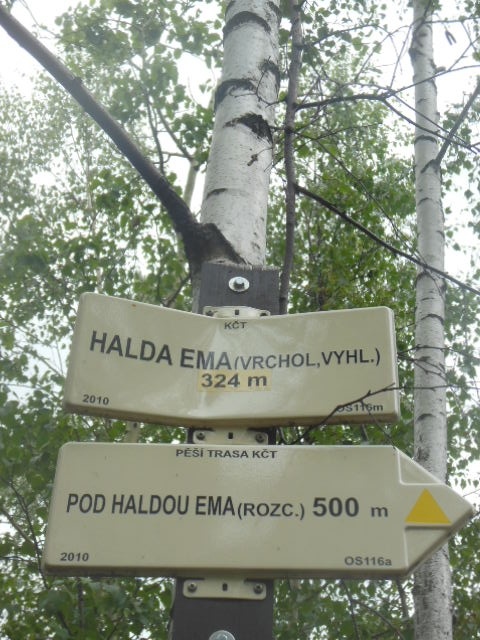 KČT
HALDA EMA(VRCHOL,VYHL.)
324 m
2010 OS116m
PĚŠÍ TRASA KČT
POD HALDOU EMA(ROZC.) 500 m
2010 OS116a